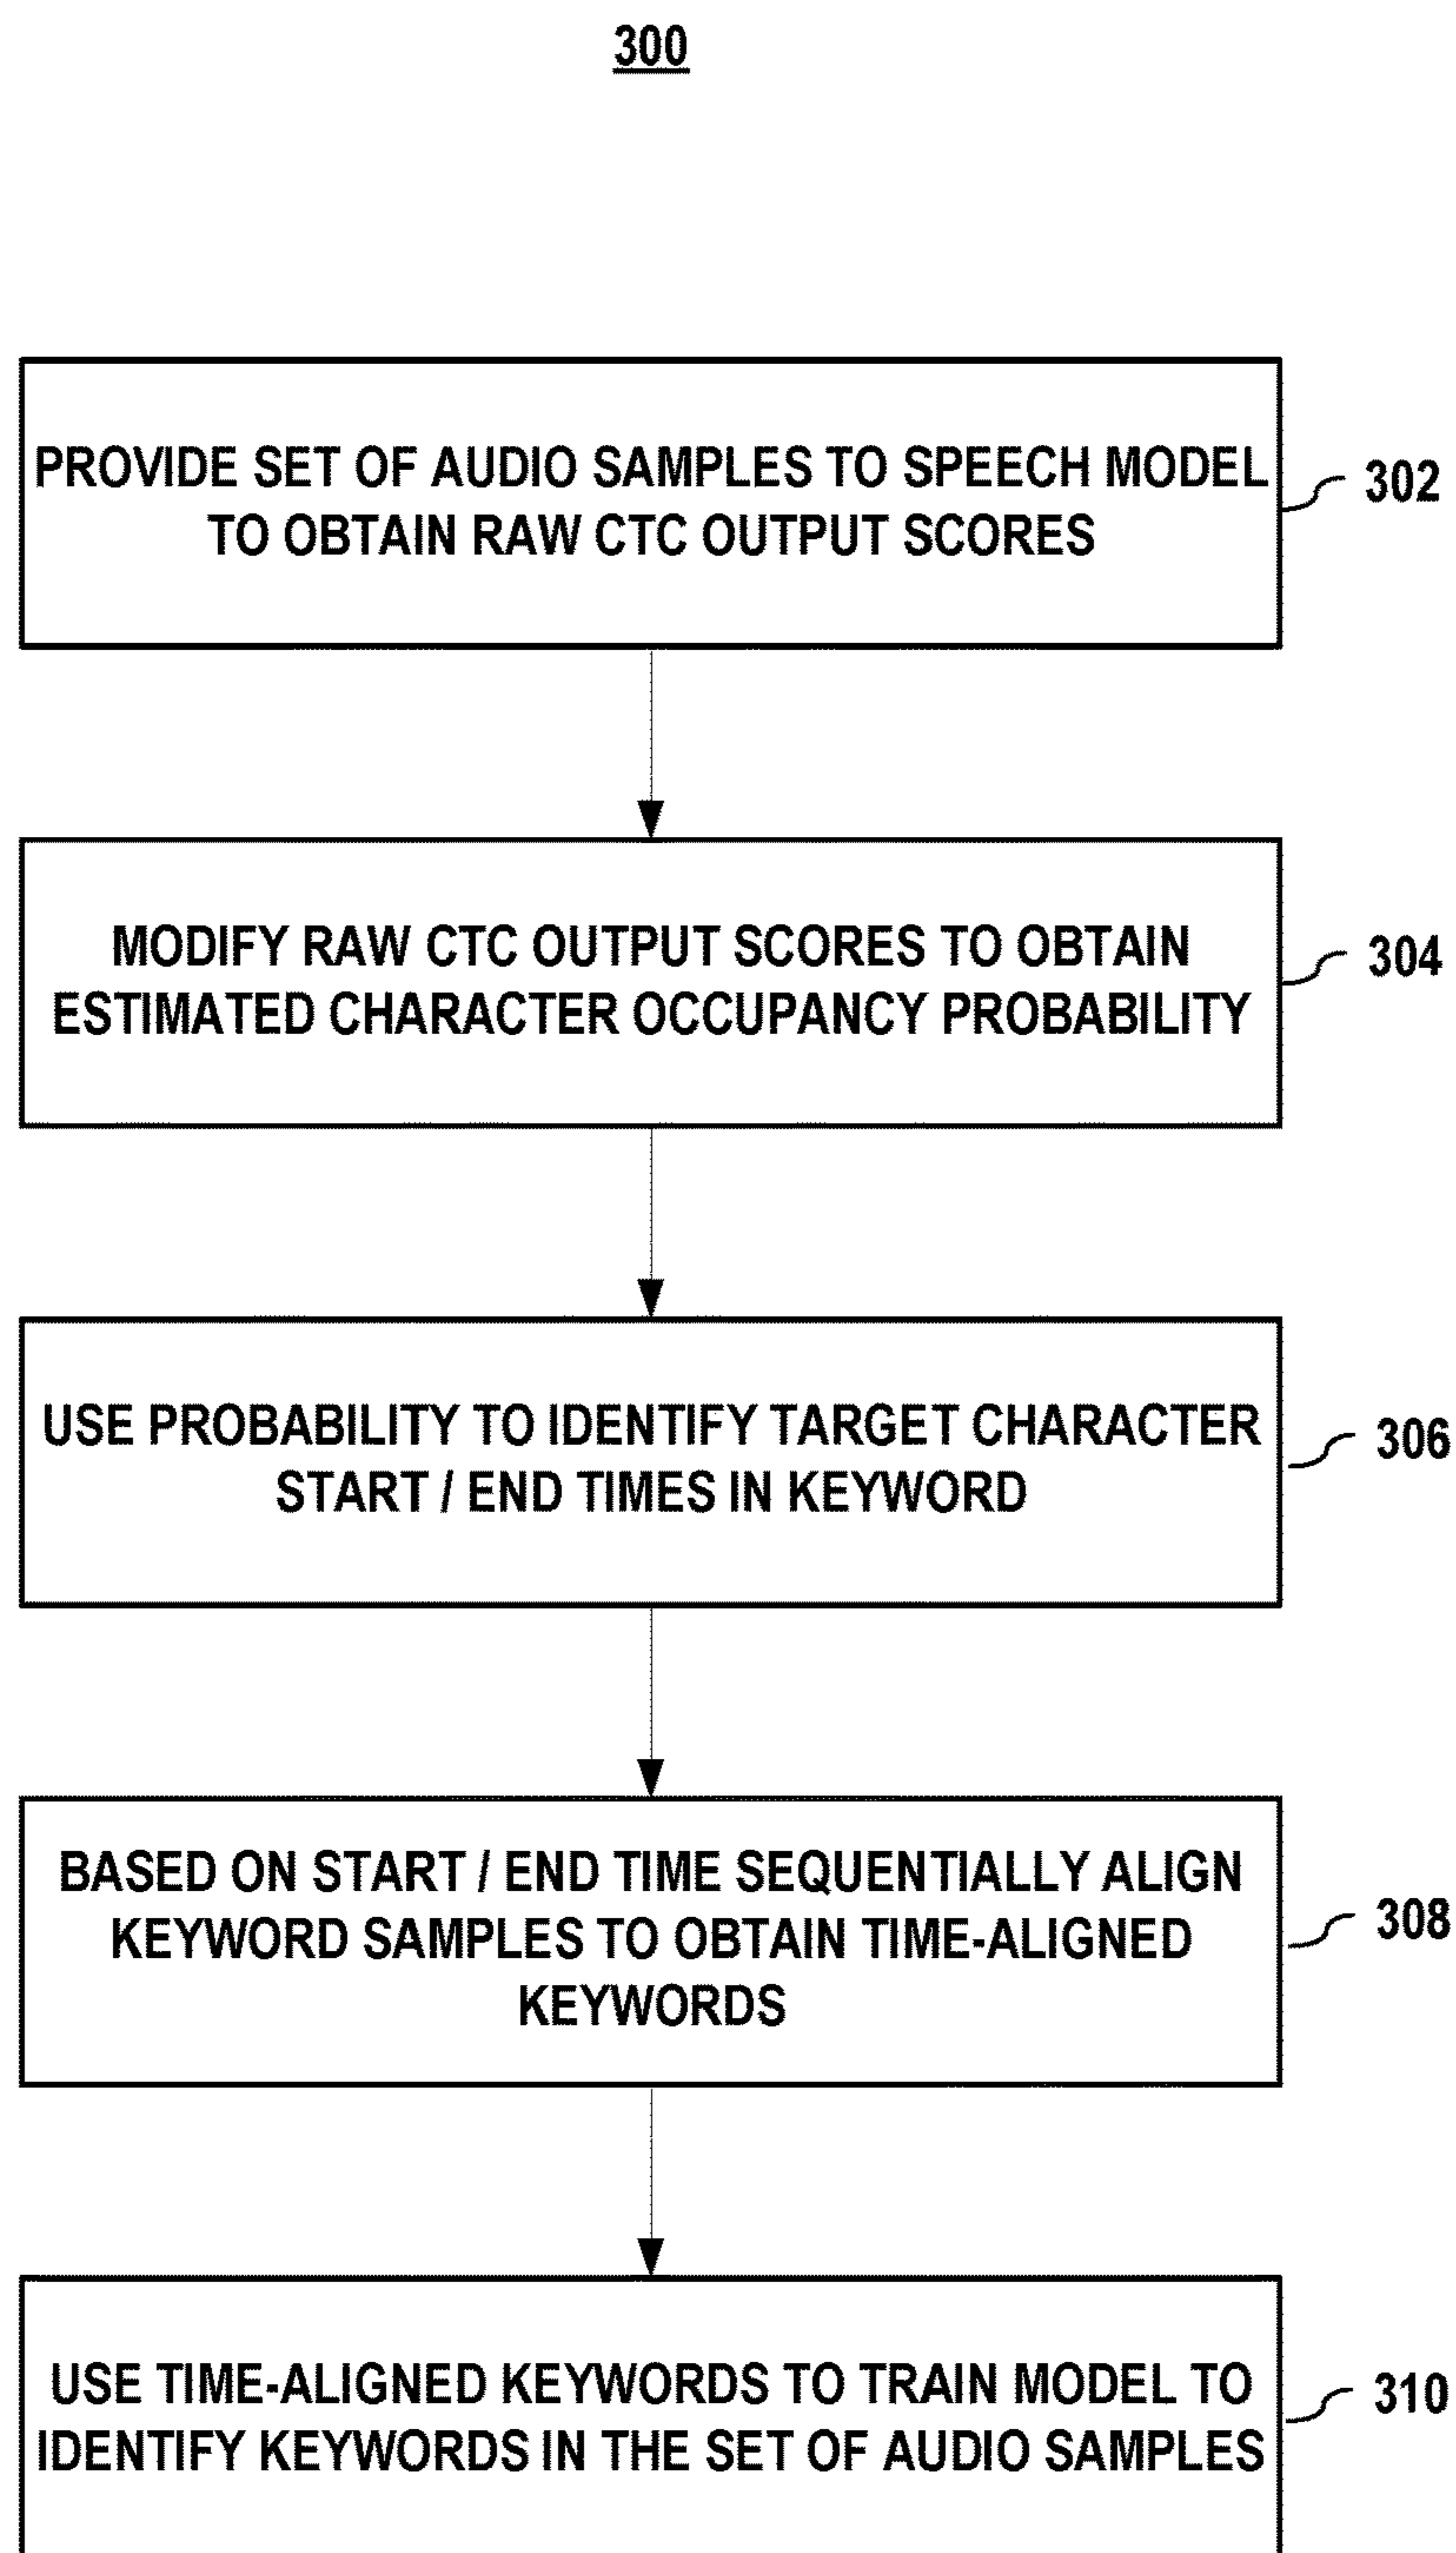 300
PROVIDE SET OF AUDIO SAMPLES TO SPEECH MODEL
TO OBTAIN RAW CTC OUTPUT SCORES
302
MODIFY RAW CTC OUTPUT SCORES TO OBTAIN
ESTIMATED CHARACTER OCCUPANCY PROBABILITY
304
USE PROBABILITY TO IDENTIFY TARGET CHARACTER
START / END TIMES IN KEYWORD
306
BASED ON START / END TIME SEQUENTIALLY ALIGN
KEYWORD SAMPLES TO OBTAIN TIME-ALIGNED
KEYWORDS
308
USE TIME-ALIGNED KEYWORDS TO TRAIN MODEL TO
IDENTIFY KEYWORDS IN THE SET OF AUDIO SAMPLES
310